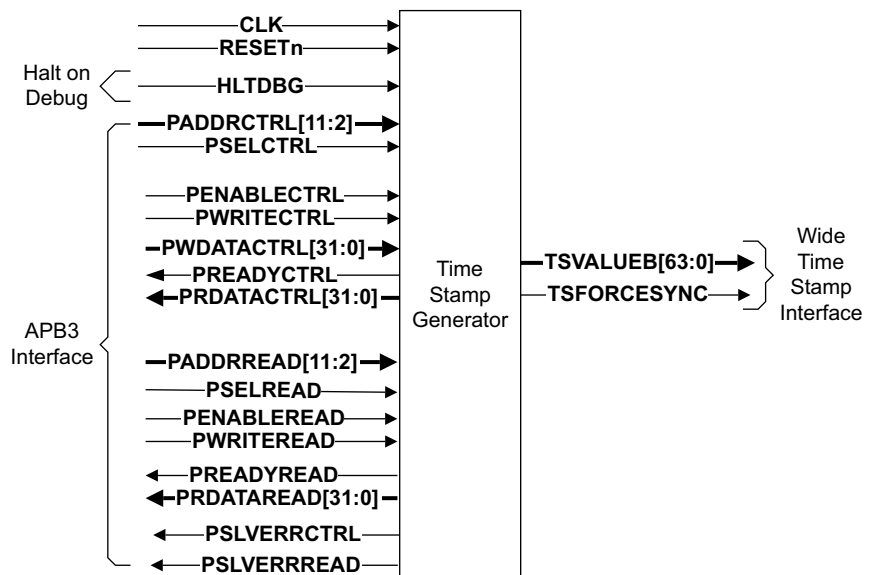 CLK
RESETn
Halt on
Debug
HLTDBG
PADDRCTRL[11:2]
PSELCTRL
PENABLECTRL
PWRITECTRL
PWDATACTRL[31:0]
PREADYCTRL
PRDATACTRL[31:0]
APB3
Interface
PADDRREAD[11:2]
PSELREAD
PENABLEREAD
PWRITEREAD
PREADYREAD
PRDATAREAD[31:0]
PSLVERRCTRL
PSLVERRREAD
Time
Stamp
Generator
TSVALUEB[63:0]
TSFORCESYNC
Wide
Time
Stamp
Interface